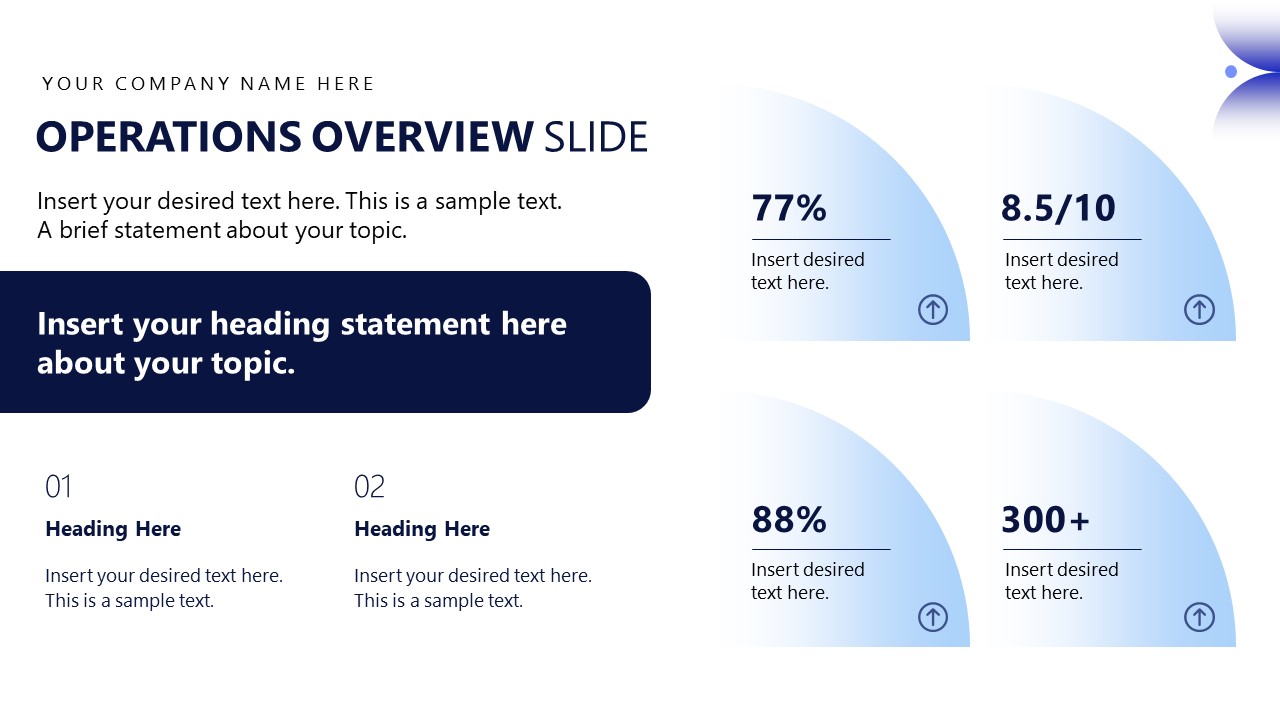 YOUR COMPANY NAME HERE
OPERATIONS OVERVIEW SLIDE
Insert your desired text here. This is a sample text.
A brief statement about your topic.
Insert your heading statement here
about your topic.
01
Heading Here
Insert your desired text here.
This is a sample text.
02
Heading Here
Insert your desired text here.
This is a sample text.
77%
Insert desired
text here.
8.5/10
Insert desired
text here.
88%
Insert desired
text here.
300+
Insert desired
text here.